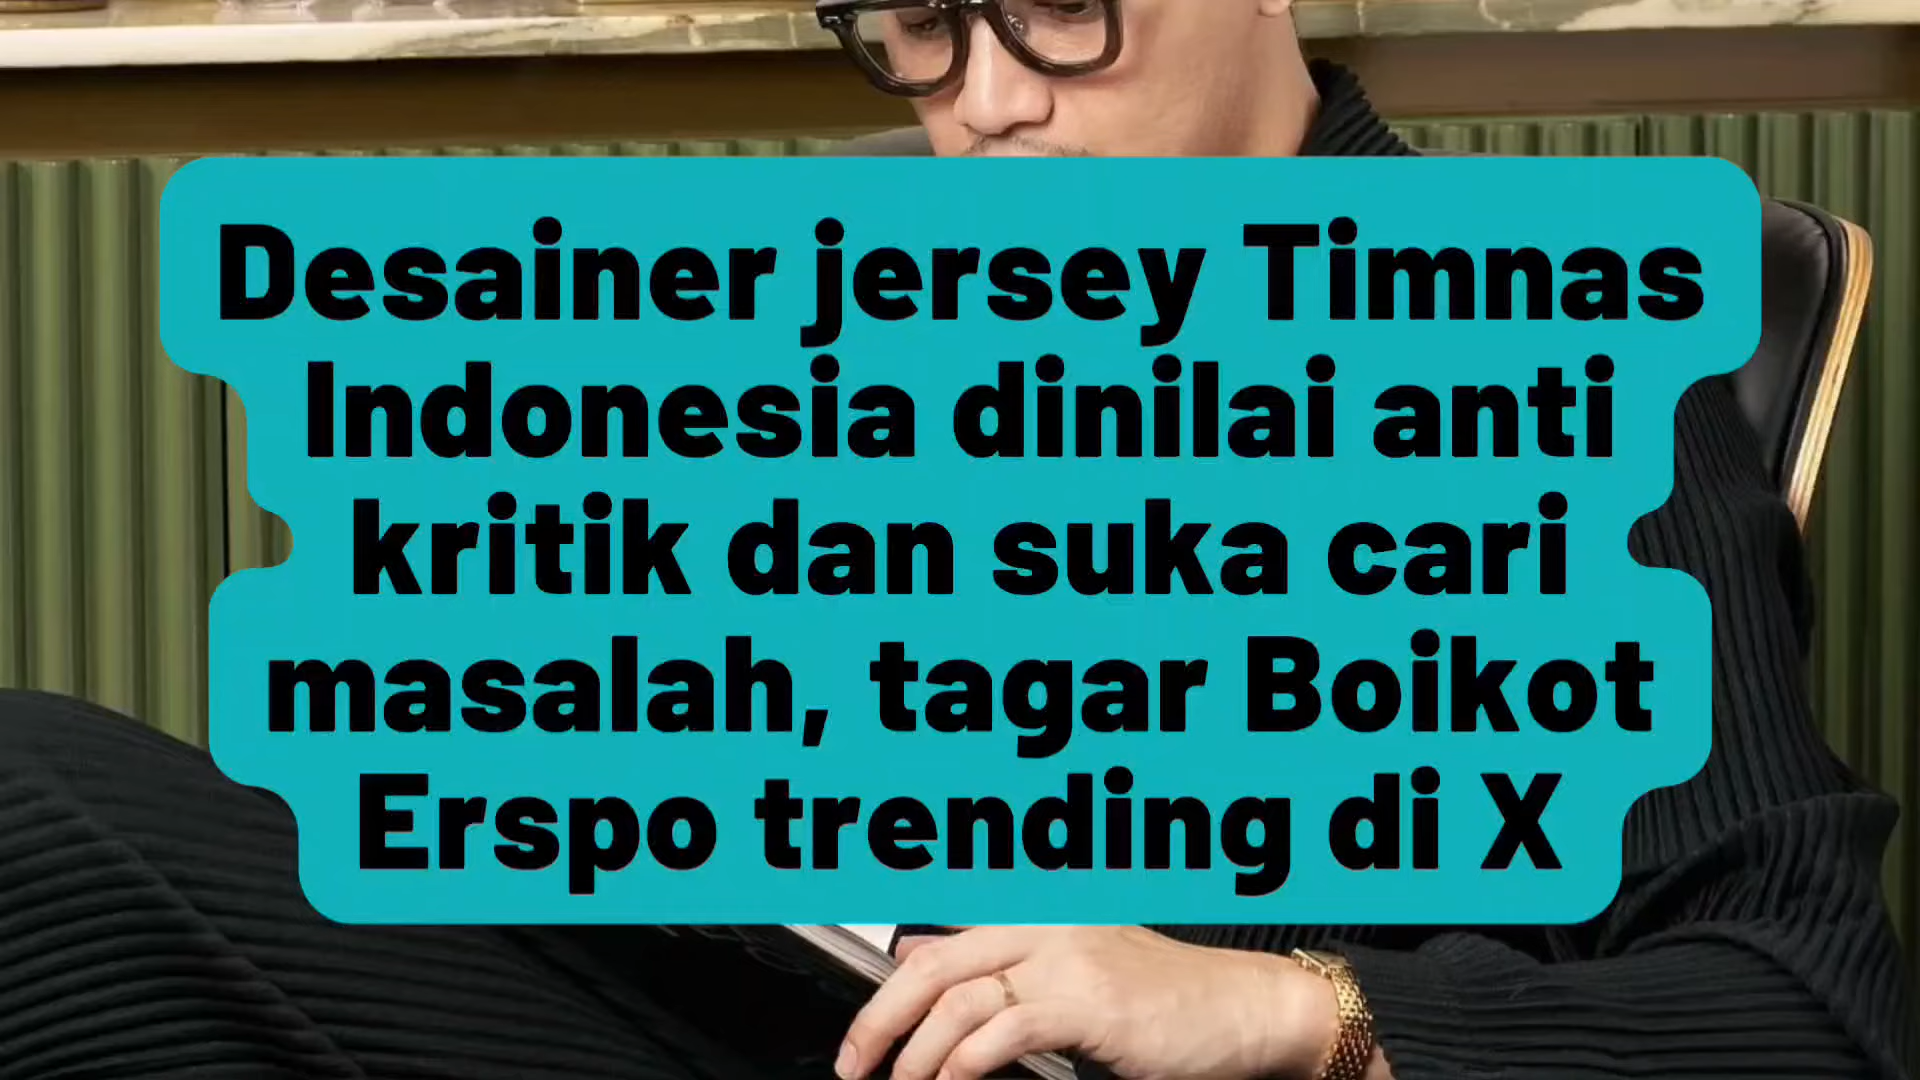 Desainer jersey Timnas
Indonesia dinilai anti
kritik dan suka cari
masalah, tagar Boikot
Erspo trending di X